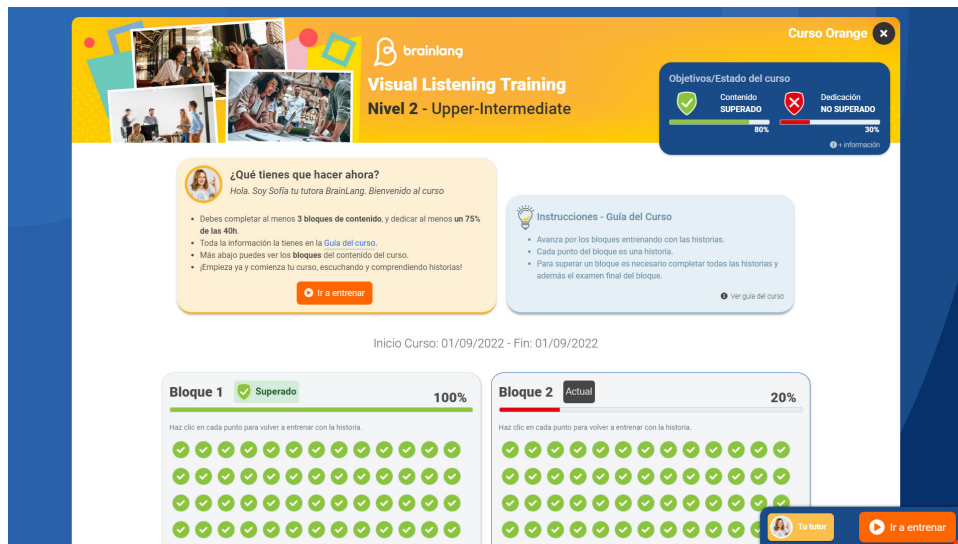 Curso Orange
brainlang
Visual Listening Training
Nivel 2 - Upper-Intermediate
Objetivos/Estado del curso
Contenido
SUPERADO
80%
Dedicación
NO SUPERADO
30%
+ información
¿Qué tienes que hacer ahora?
Hola. Soy Sofía tu tutora BrainLang. Bienvenido al curso
Debes completar al menos 3 bloques de contenido, y dedicar al menos un 75%
de las 40h.
Toda la información la tienes en la Guía del curso.
Más abajo puedes ver los bloques del contenido del curso.
¡Empieza ya y comienza tu curso, escuchando y comprendiendo historias!
Ir a entrenar
Instrucciones - Guía del Curso
Avanza por los bloques entrenando con las historias.
Cada punto del bloque es una historia.
Para superar un bloque es necesario completar todas las historias y
además el examen final del bloque.
Ver guía del curso
Inicio Curso: 01/09/2022 - Fin: 01/09/2022
Bloque 1 Superado 100%
Haz clic en cada punto para volver a entrenar con la historia.
Bloque 2 Actual 20%
Haz clic en cada punto para volver a entrenar con la historia.
Tu tutor
Ir a entrenar